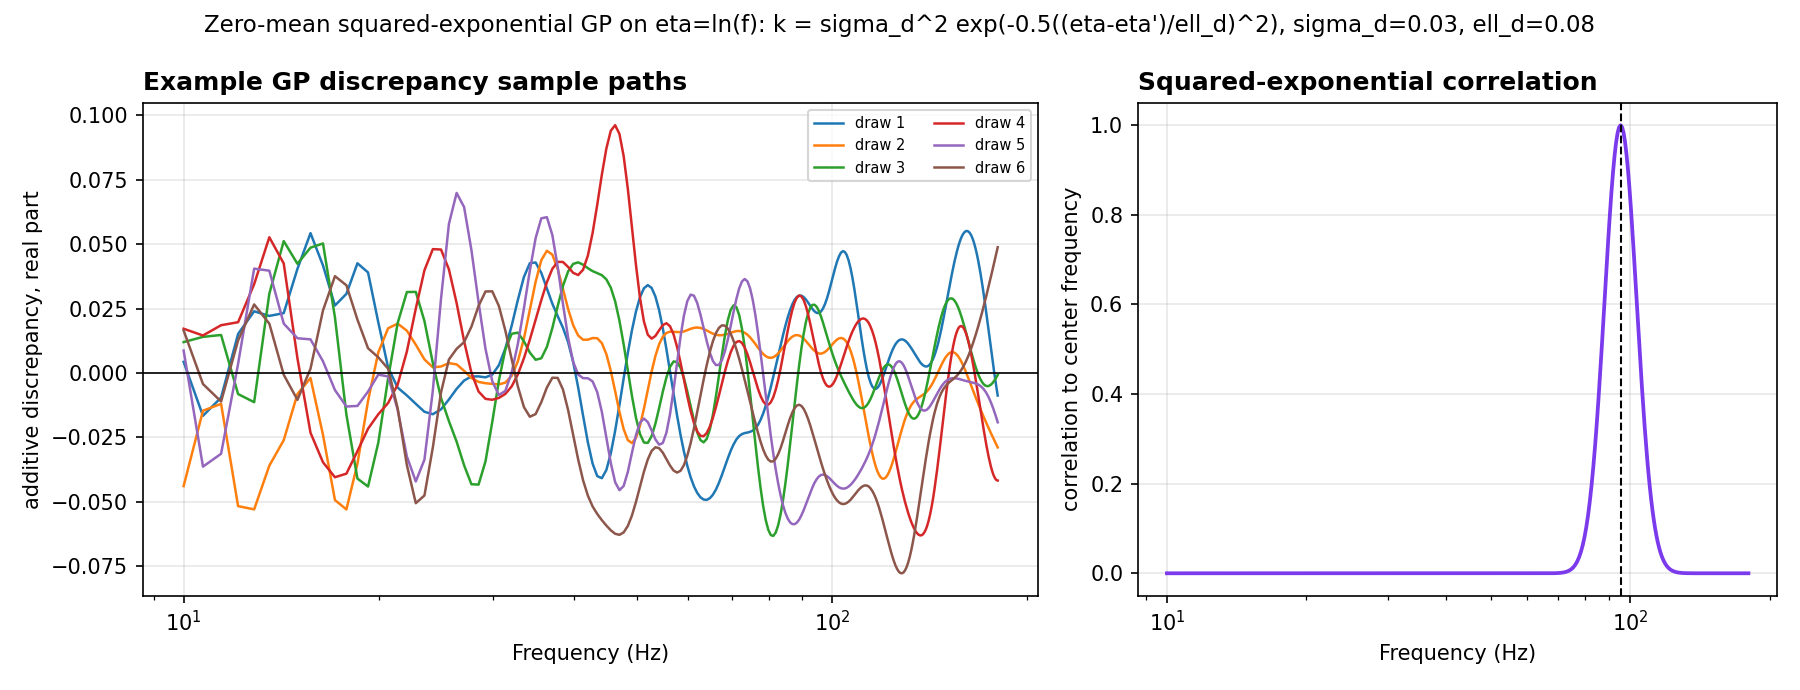 Zero-mean squared-exponential GP on eta=ln(f): k = sigma_d^2 exp(-0.5((eta-eta')/ell_d)^2), sigma_d=0.03, ell_d=0.08
Example GP discrepancy sample paths
additive discrepancy, real part
0.100
0.075
0.050
0.025
0.000
−0.025
−0.050
−0.075
draw 1
draw 2
draw 3
draw 4
draw 5
draw 6
10^1
10^2
Frequency (Hz)
Squared-exponential correlation
correlation to center frequency
1.0
0.8
0.6
0.4
0.2
0.0
10^1
10^2
Frequency (Hz)